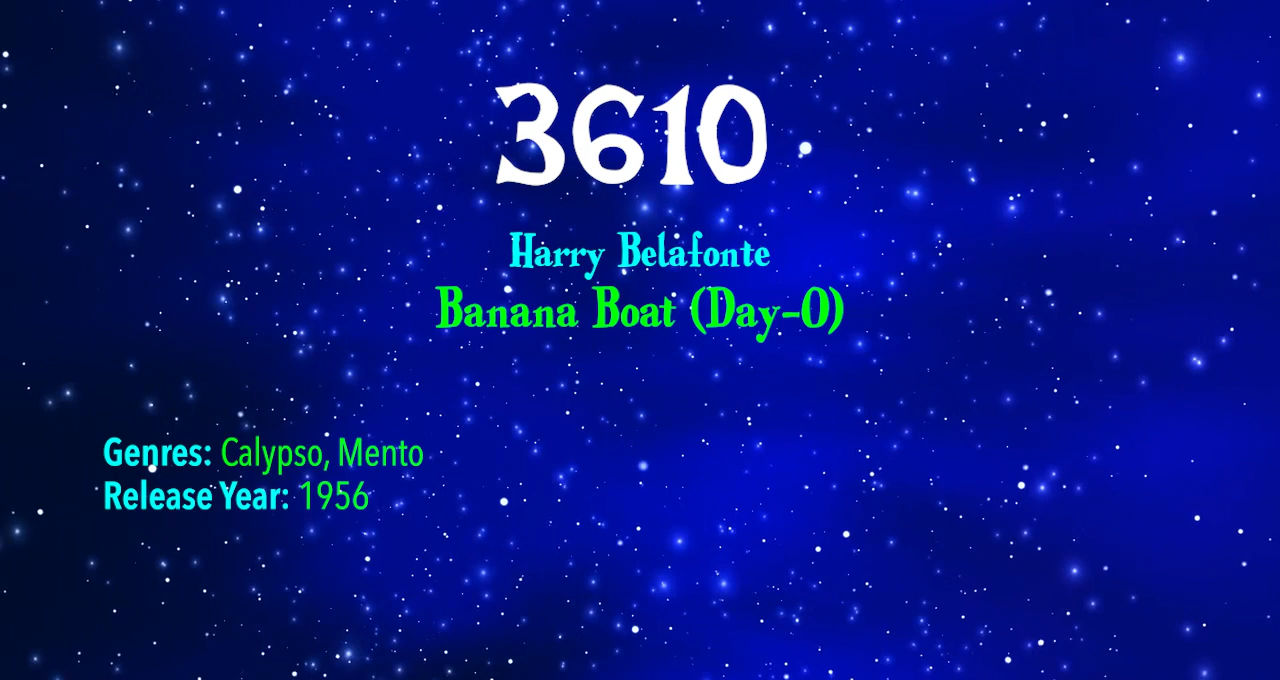 3610
Harry Belafonte
Banana Boat (Day-O)
Genres: Calypso, Mento
Release Year: 1956